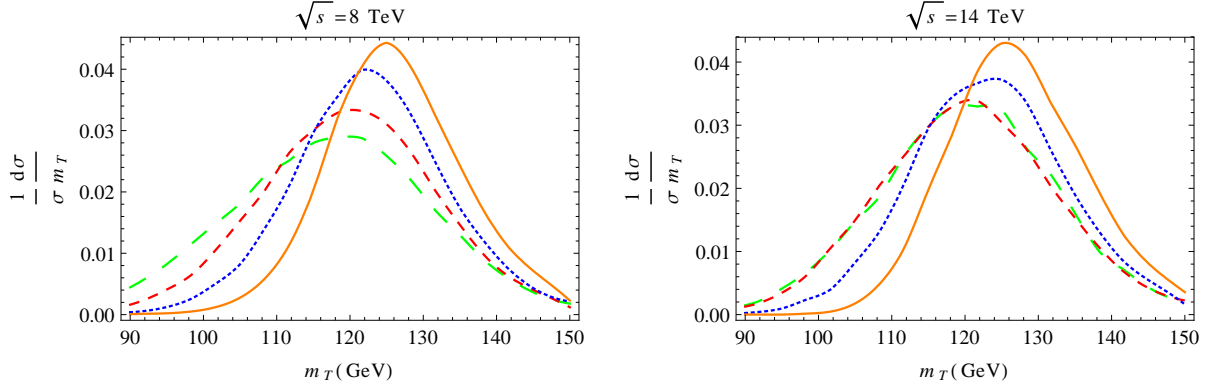 √s = 8 TeV
0.04
0.03
0.02
0.01
0.00
1 dσ
σ m_T
90 100 110 120 130 140 150
m_T (GeV)
√s = 14 TeV
0.04
0.03
0.02
0.01
0.00
1 dσ
σ m_T
90 100 110 120 130 140 150
m_T (GeV)